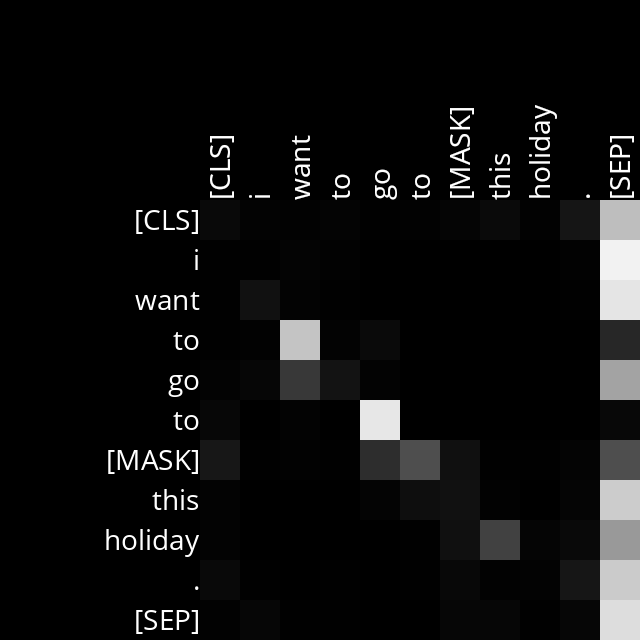 [CLS] i want to go to [MASK] this holiday . [SEP]
[CLS]
i
want
to
go
to
[MASK]
this
holiday
.
[SEP]